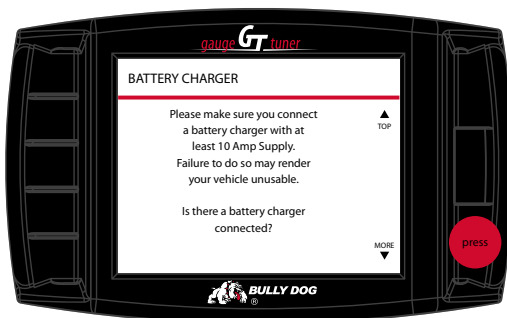 gauge GT tuner
BATTERY CHARGER
Please make sure you connect
a battery charger with at
least 10 Amp Supply.
Failure to do so may render
your vehicle unusable.
Is there a battery charger
connected?
TOP
MORE
press
BULLY DOG
®